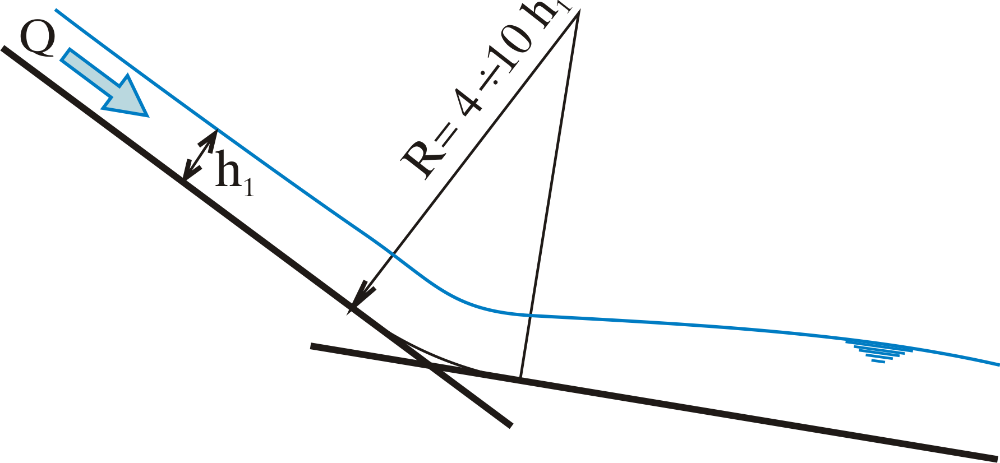 Q
h₁
R= 4÷10 h₁